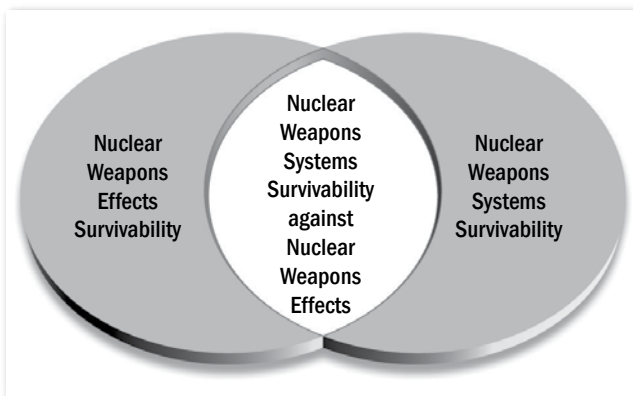 Nuclear
Weapons
Effects
Survivability
Nuclear
Weapons
Systems
Survivability
against
Nuclear
Weapons
Effects
Nuclear
Weapons
Systems
Survivability